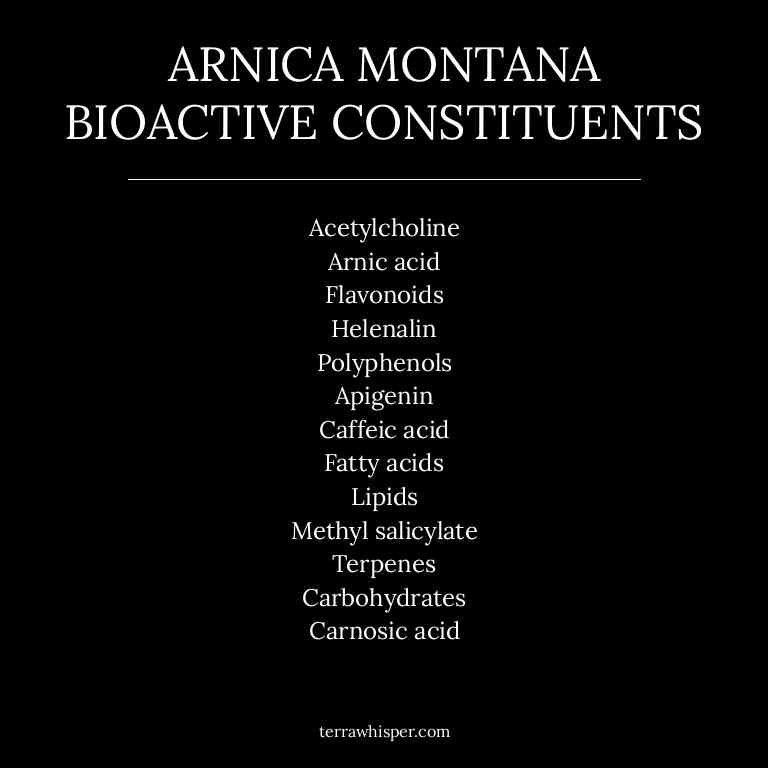 ARNICA MONTANA
BIOACTIVE CONSTITUENTS
Acetylcholine
Arnic acid
Flavonoids
Helenalin
Polyphenols
Apigenin
Caffeic acid
Fatty acids
Lipids
Methyl salicylate
Terpenes
Carbohydrates
Carnosic acid
terrawhisper.com